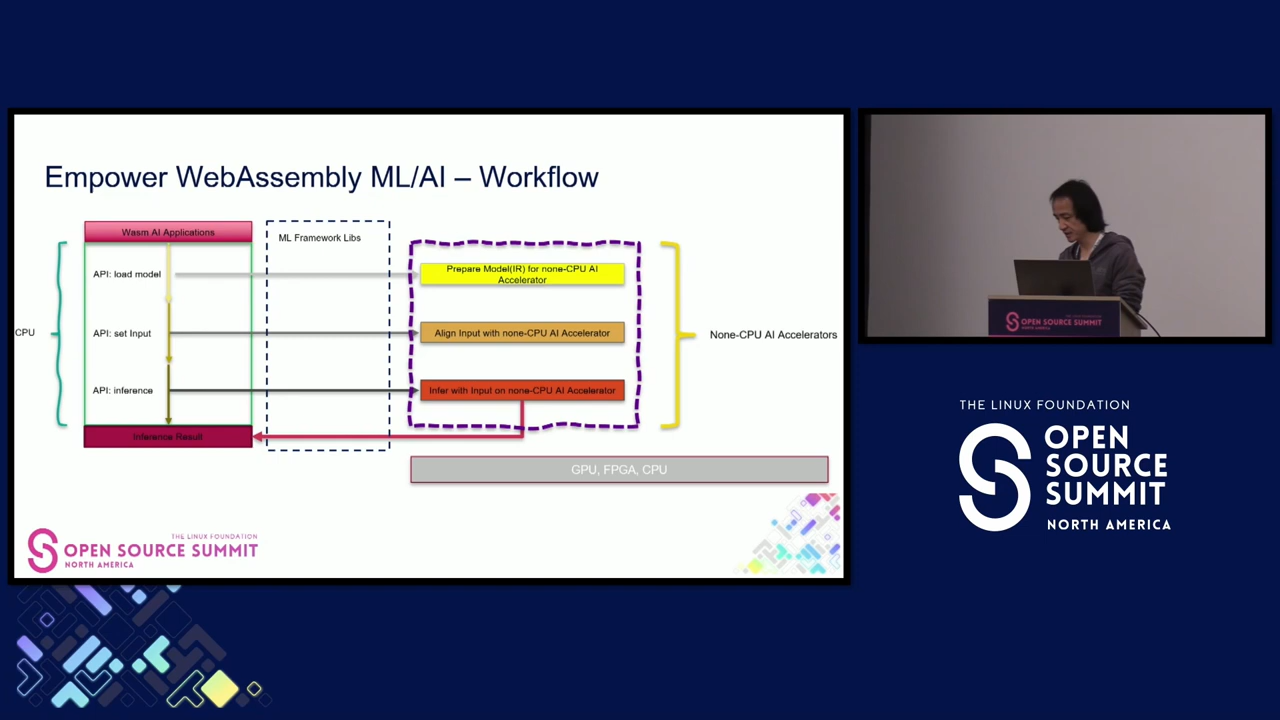 Empower WebAssembly ML/AI – Workflow
Wasm AI Applications
ML Framework Libs
API: load model
Prepare Model(IR) for none-CPU AI
Accelerator
CPU
API: set Input
Align Input with none-CPU AI Accelerator
None-CPU AI Accelerators
API: inference
Infer with Input on none-CPU AI Accelerator
Inference Result
GPU, FPGA, CPU
THE LINUX FOUNDATION
OPEN SOURCE SUMMIT
NORTH AMERICA
OPEN SOURCE SUMMIT
NORTH AMERICA
THE LINUX FOUNDATION
OPEN
SOURCE
SUMMIT
NORTH AMERICA